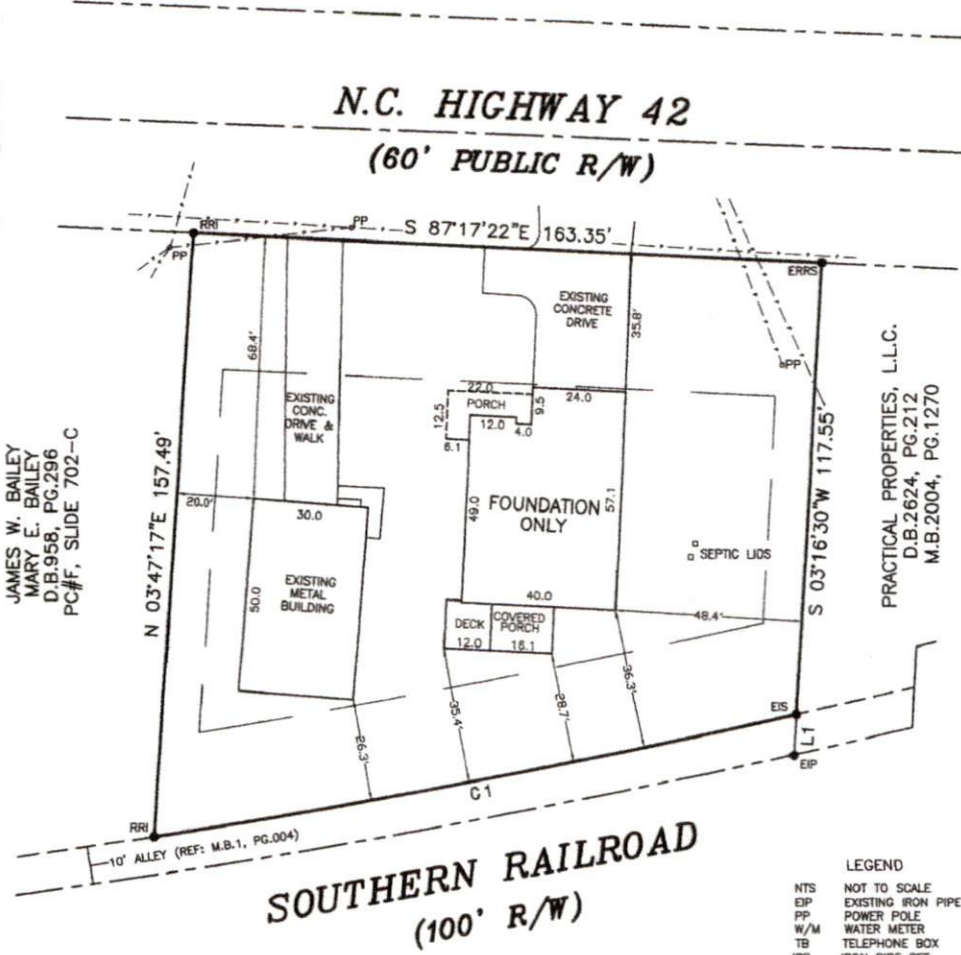 N.C. HIGHWAY 42
(60' PUBLIC R/W)
RRI
PP
S 87°17'22"E 163.35'
PP
ERRS
EXISTING
CONCRETE
DRIVE
35.8'
68.4'
PP
22.0
24.0
9.5
PORCH
12.5
12.0
4.0
6.1
EXISTING
CONC.
DRIVE &
WALK
JAMES W. BAILEY
MARY E. BAILEY
D.B.958, PG.296
PC#F, SLIDE 702-C
N 03°47'17"E 157.49'
S 03°16'30"W 117.55'
PRACTICAL PROPERTIES, L.L.C.
D.B.2624, PG.212
M.B.2004, PG.1270
20.0'
30.0
49.0
FOUNDATION
ONLY
57.1
SEPTIC LIDS
EXISTING
METAL
BUILDING
50.0
40.0
48.4'
DECK
12.0
COVERED
PORCH
16.1
26.3'
35.4'
28.7'
36.3'
EIS
L1
EIP
C1
RRI
10' ALLEY (REF: M.B.1, PG.004)
SOUTHERN RAILROAD
(100' R/W)
LEGEND
NTS NOT TO SCALE
EIP EXISTING IRON PIPE
PP POWER POLE
W/M WATER METER
TB TELEPHONE BOX